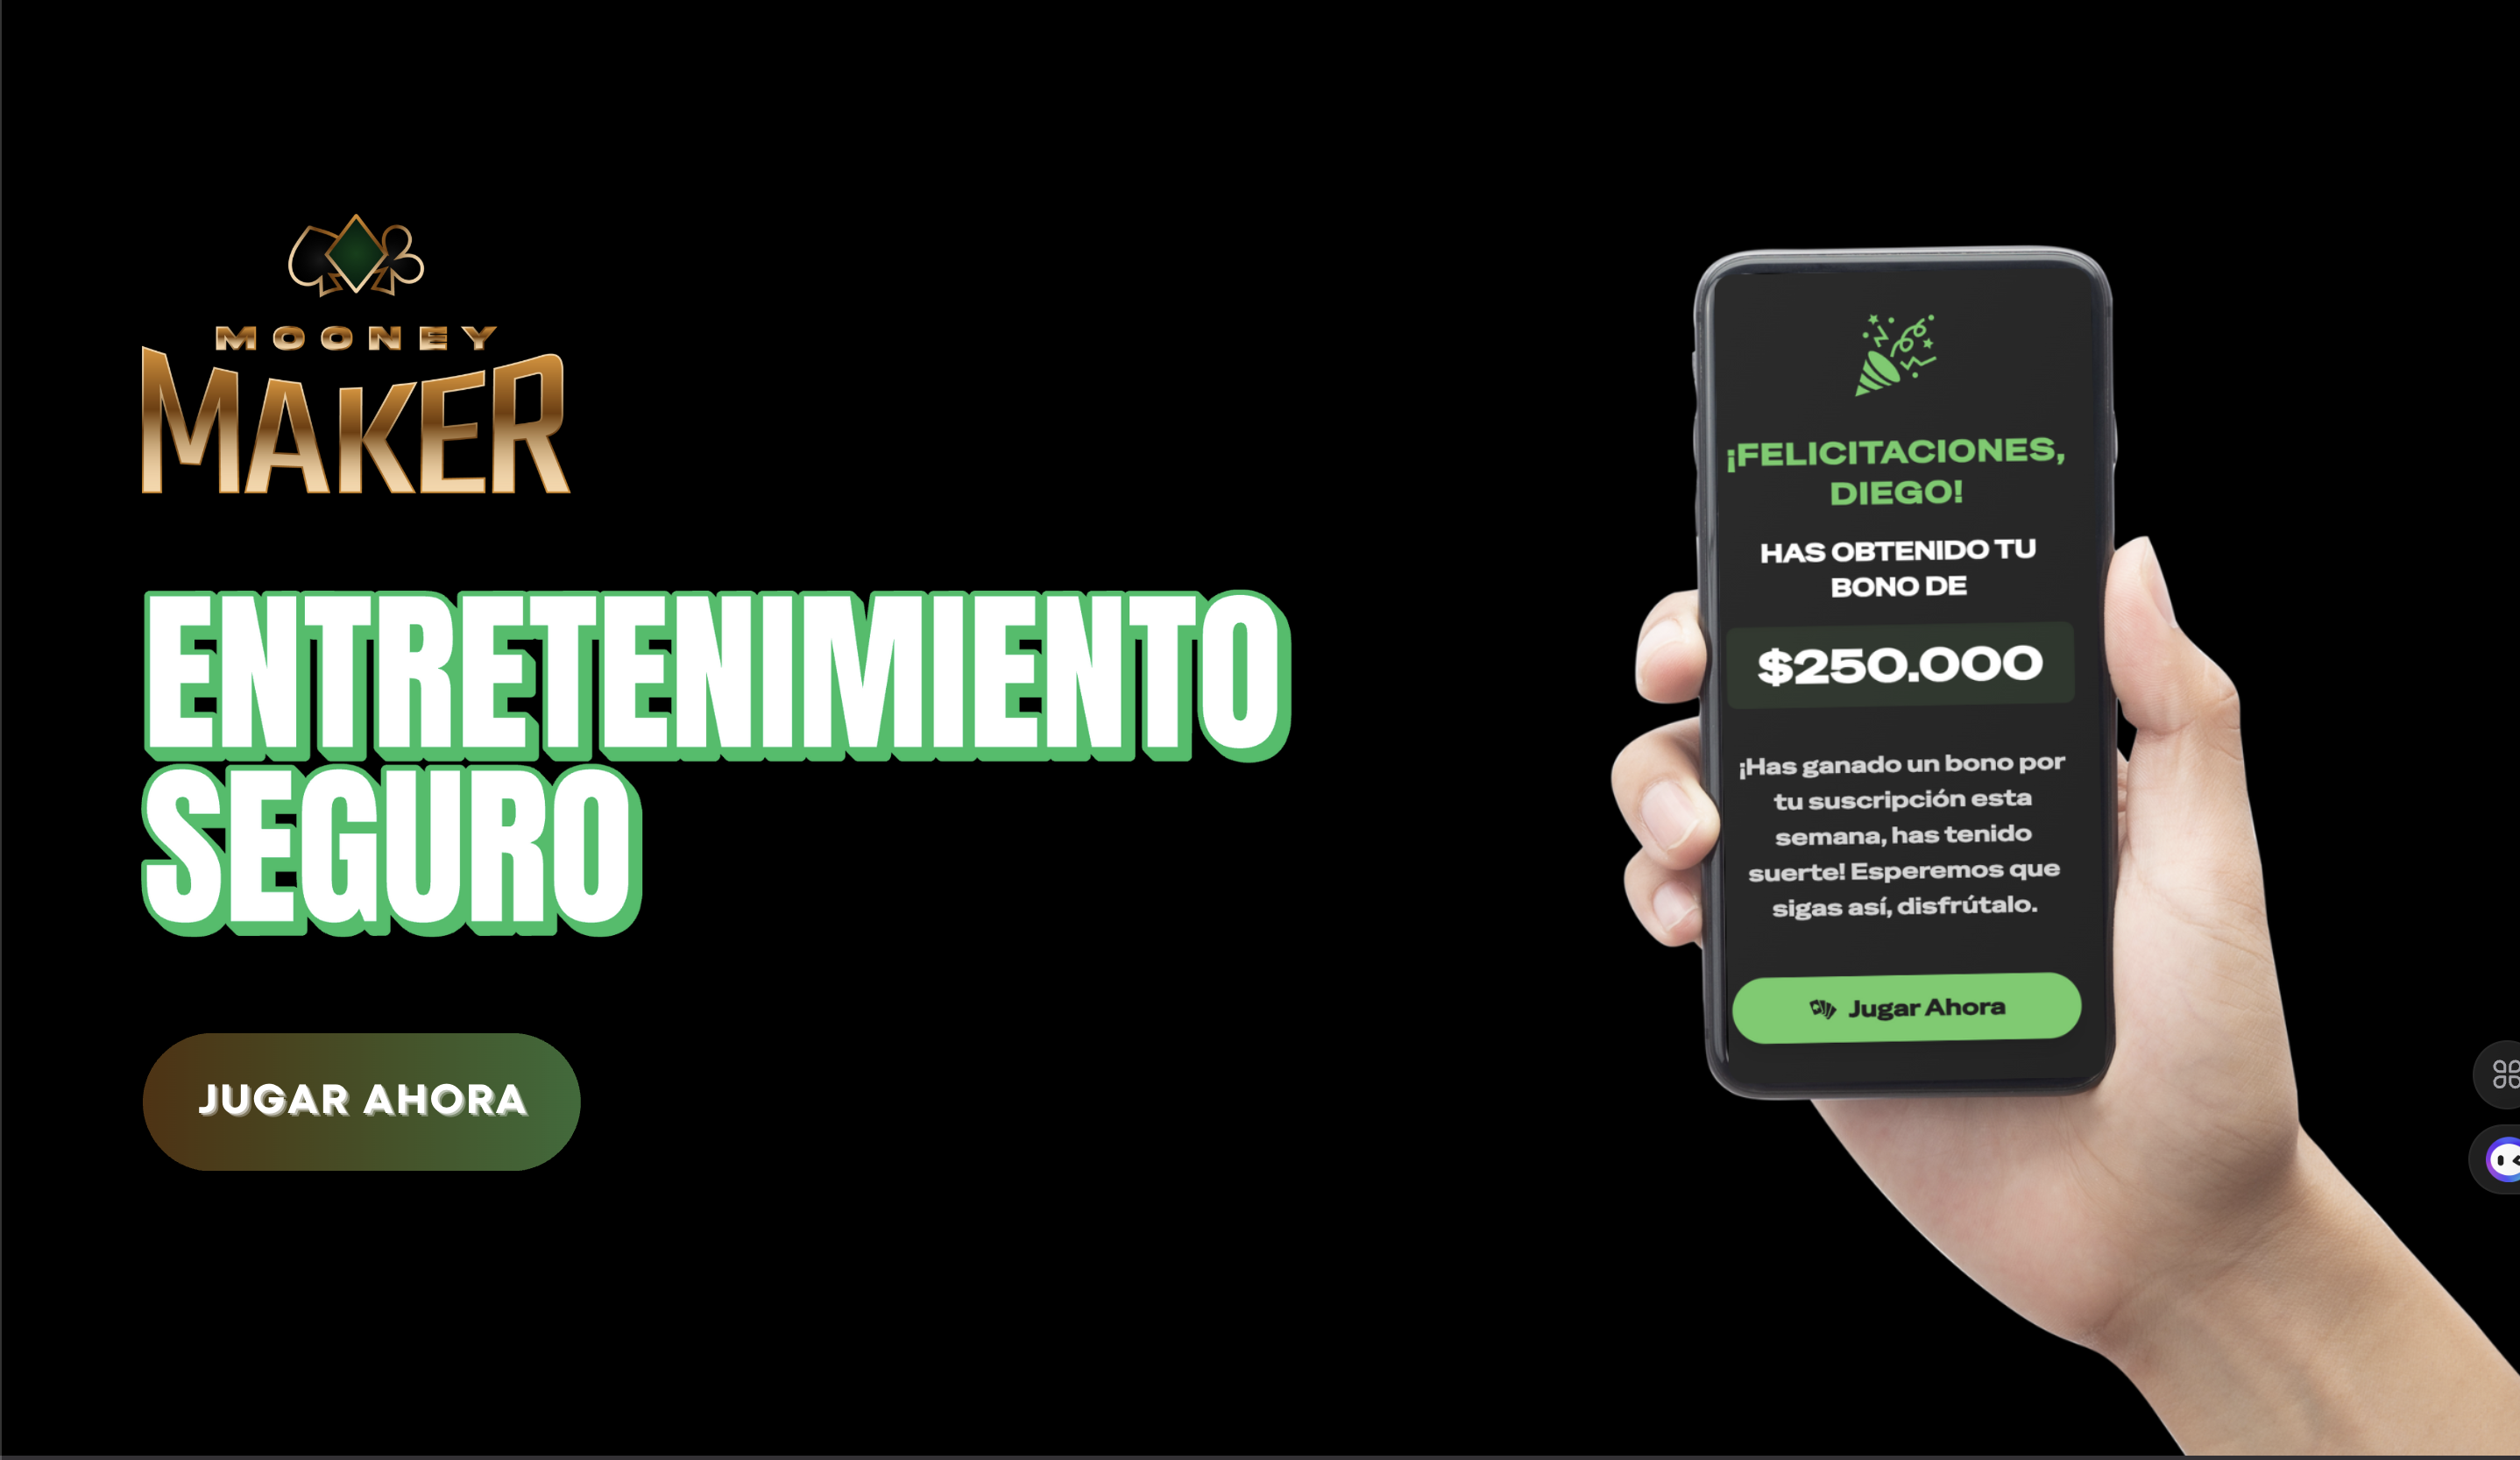 MOONEY
MAKER
ENTRETENIMIENTO
SEGURO
JUGAR AHORA
¡FELICITACIONES,
DIEGO!
HAS OBTENIDO TU
BONO DE
$250.000
¡Has ganado un bono por
tu suscripción esta
semana, has tenido
suerte! Esperemos que
sigas así, disfrútalo.
Jugar Ahora